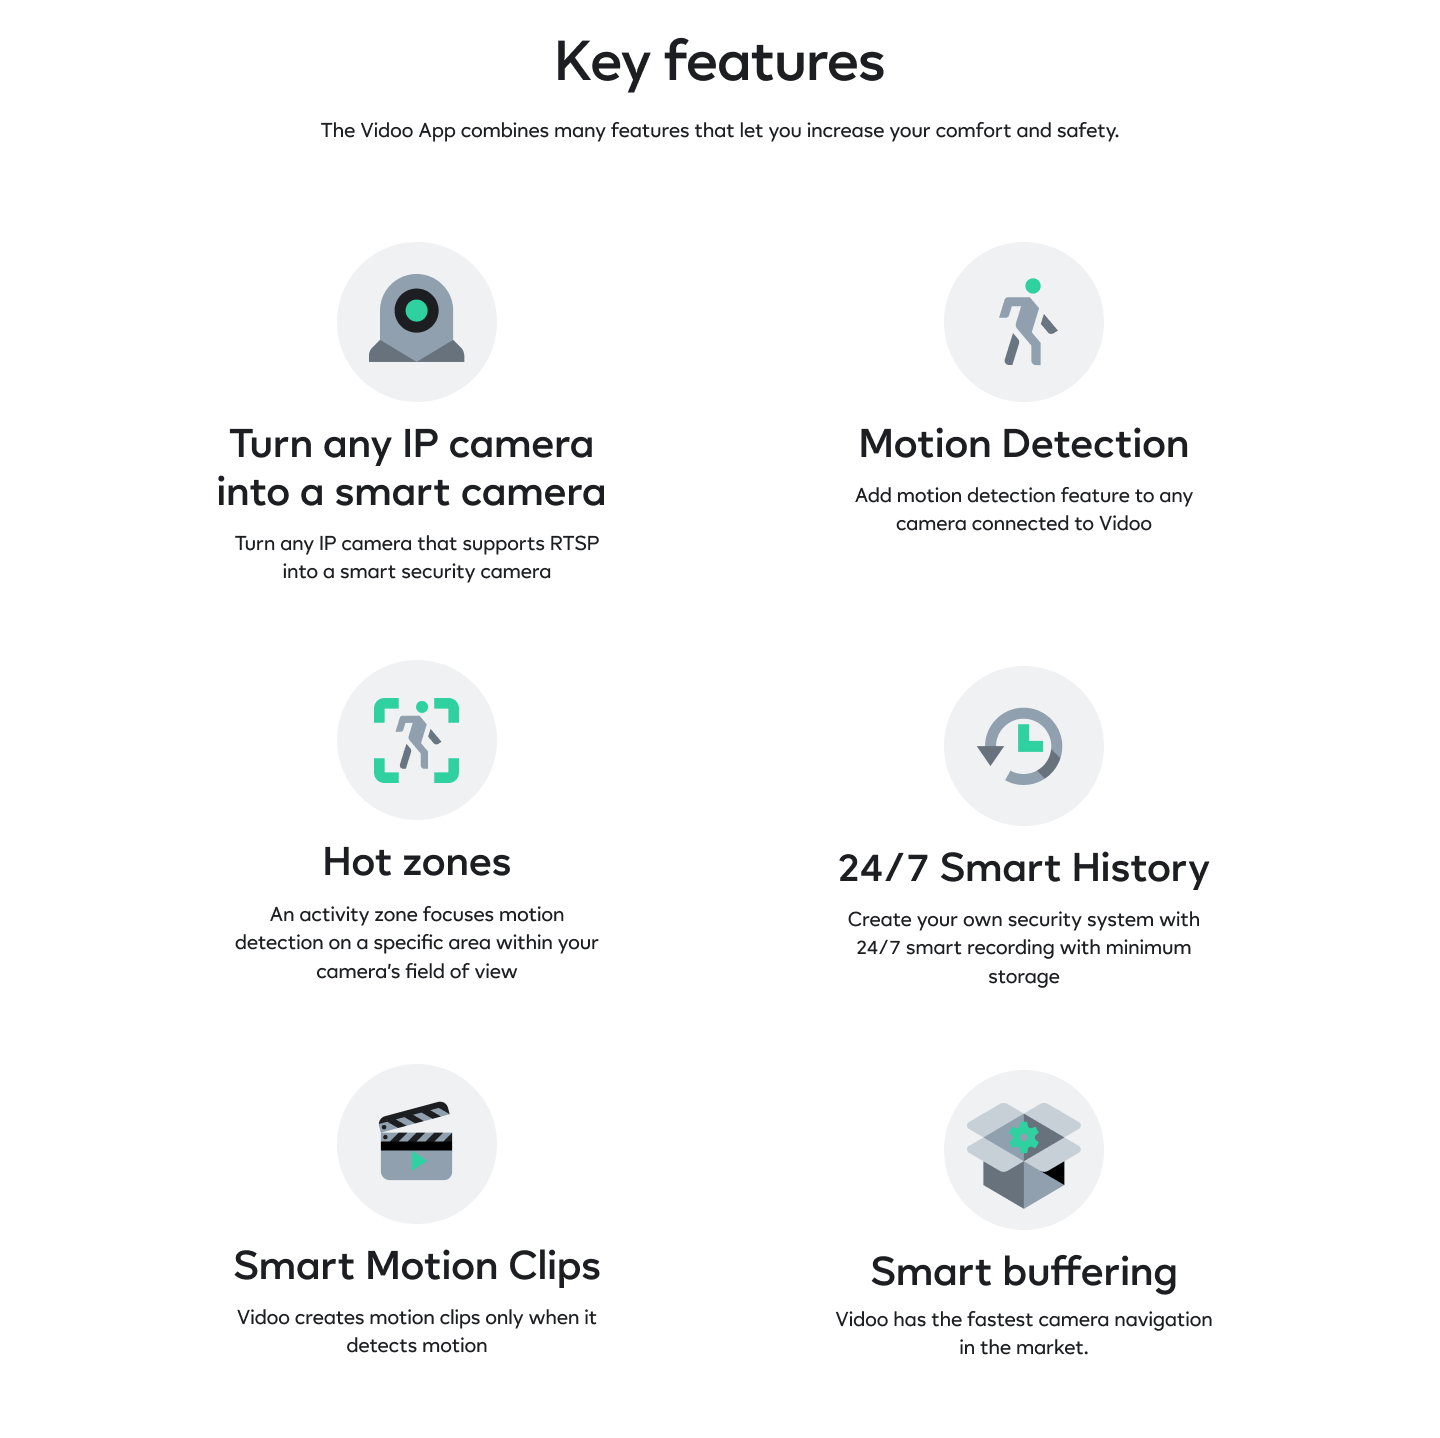 Key features
The Vidoo App combines many features that let you increase your comfort and safety.
Turn any IP camera
into a smart camera
Turn any IP camera that supports RTSP
into a smart security camera
Motion Detection
Add motion detection feature to any
camera connected to Vidoo
Hot zones
An activity zone focuses motion
detection on a specific area within your
camera's field of view
24/7 Smart History
Create your own security system with
24/7 smart recording with minimum
storage
Smart Motion Clips
Vidoo creates motion clips only when it
detects motion
Smart buffering
Vidoo has the fastest camera navigation
in the market.